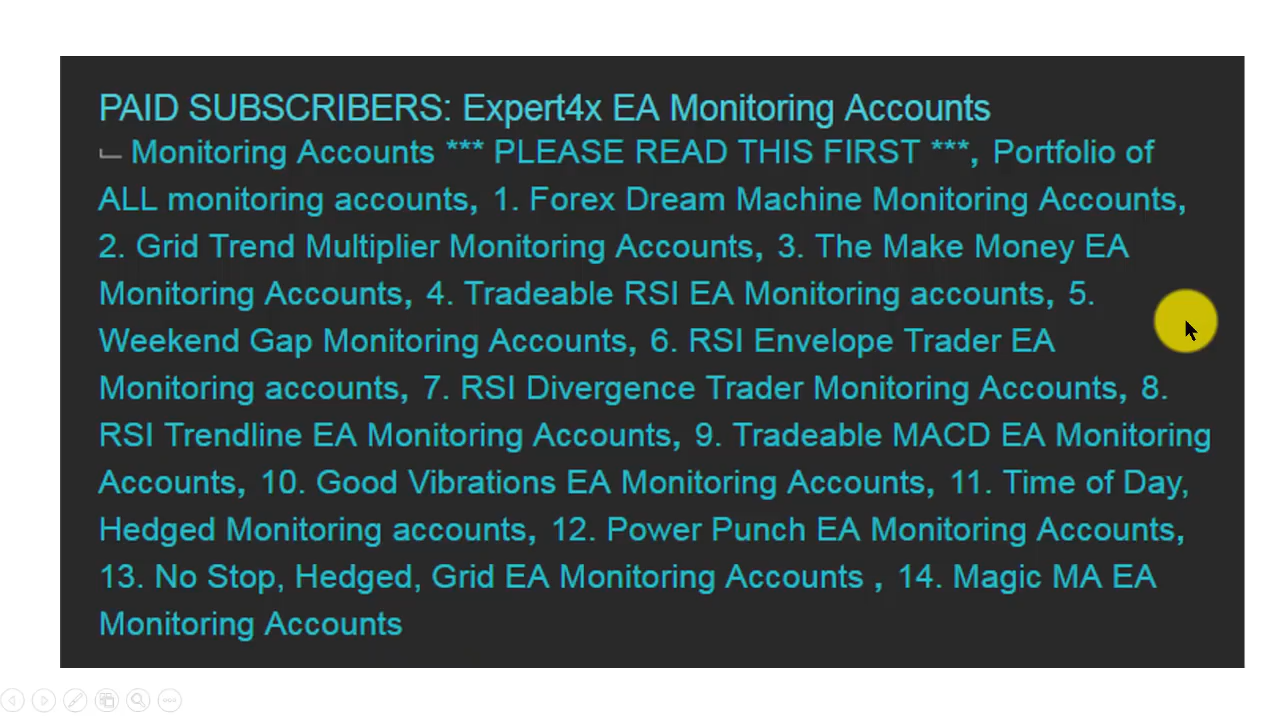 PAID SUBSCRIBERS: Expert4x EA Monitoring Accounts
Monitoring Accounts *** PLEASE READ THIS FIRST ***, Portfolio of
ALL monitoring accounts, 1. Forex Dream Machine Monitoring Accounts,
2. Grid Trend Multiplier Monitoring Accounts, 3. The Make Money EA
Monitoring Accounts, 4. Tradeable RSI EA Monitoring accounts, 5.
Weekend Gap Monitoring Accounts, 6. RSI Envelope Trader EA
Monitoring accounts, 7. RSI Divergence Trader Monitoring Accounts, 8.
RSI Trendline EA Monitoring Accounts, 9. Tradeable MACD EA Monitoring
Accounts, 10. Good Vibrations EA Monitoring Accounts, 11. Time of Day,
Hedged Monitoring accounts, 12. Power Punch EA Monitoring Accounts,
13. No Stop, Hedged, Grid EA Monitoring Accounts , 14. Magic MA EA
Monitoring Accounts